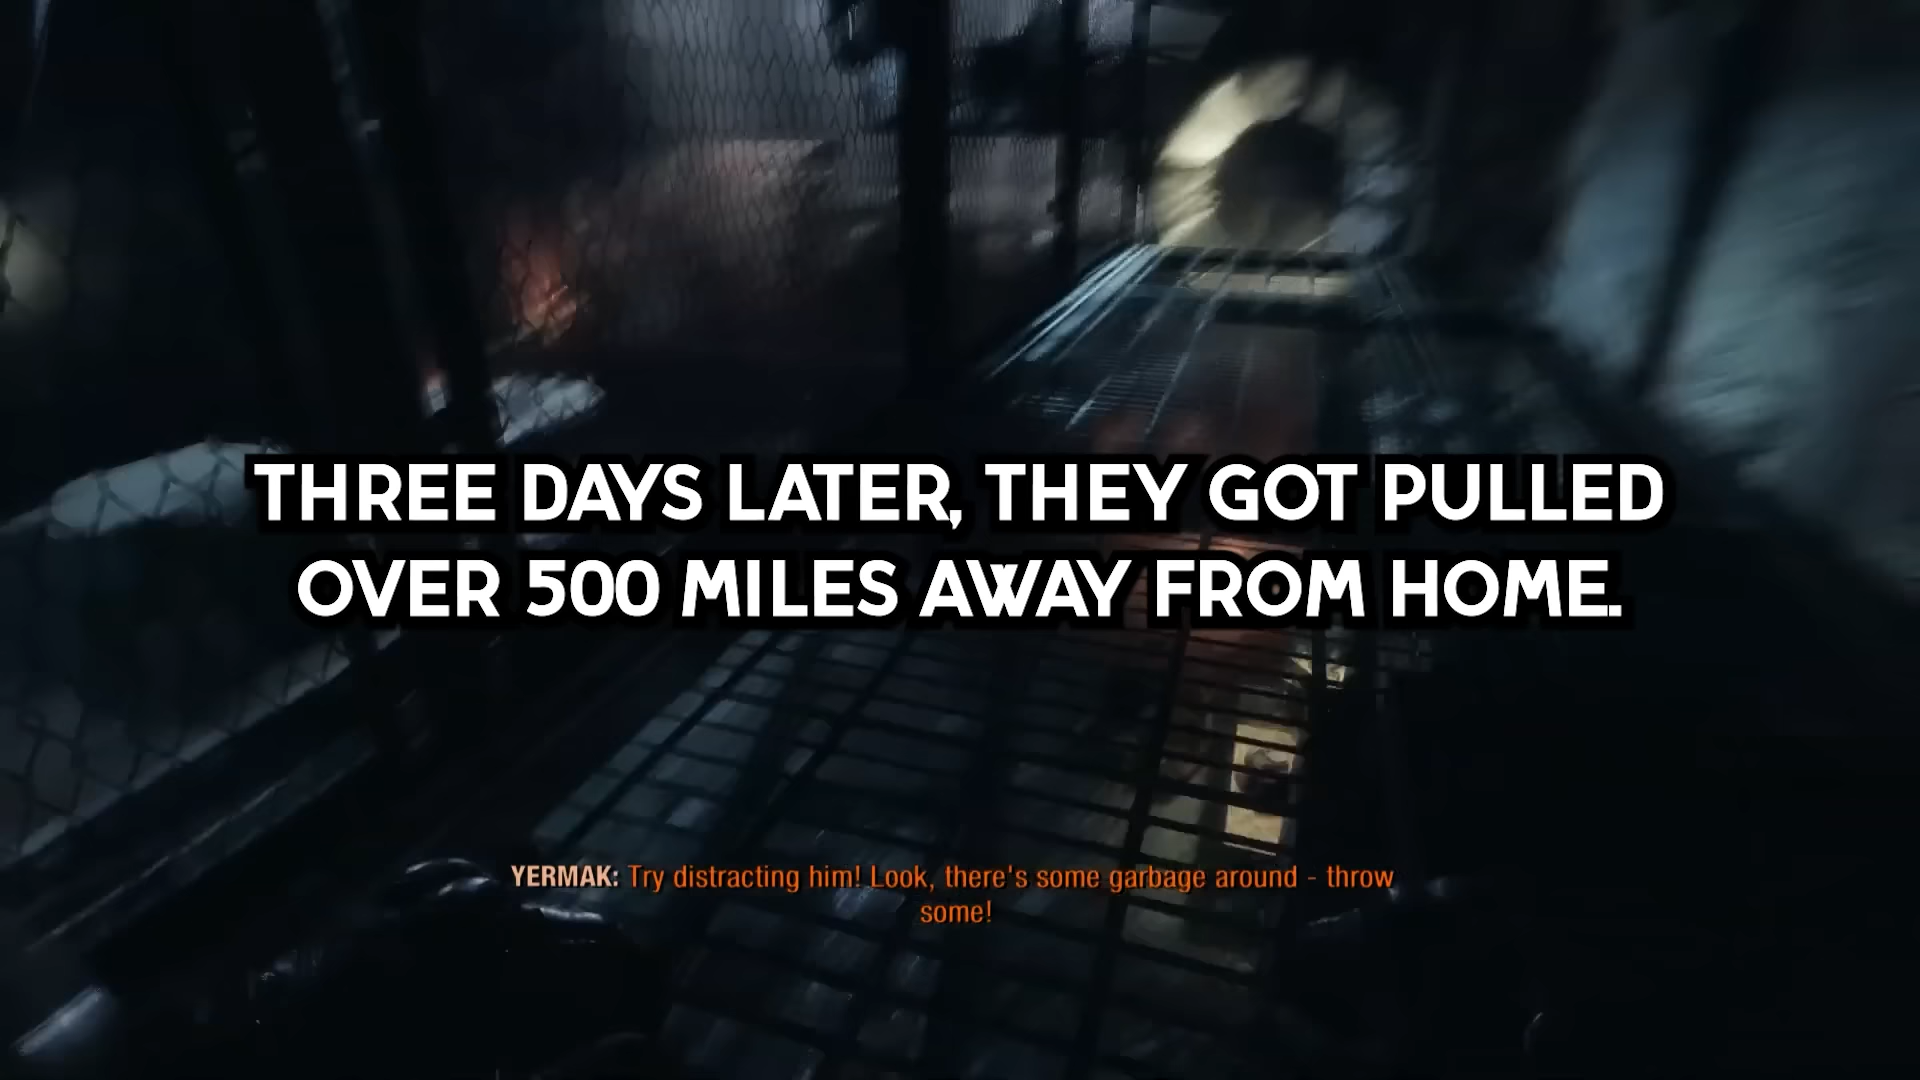 THREE DAYS LATER, THEY GOT PULLED
OVER 500 MILES AWAY FROM HOME.
YERMAK: Try distracting him! Look, there's some garbage around - throw
some!